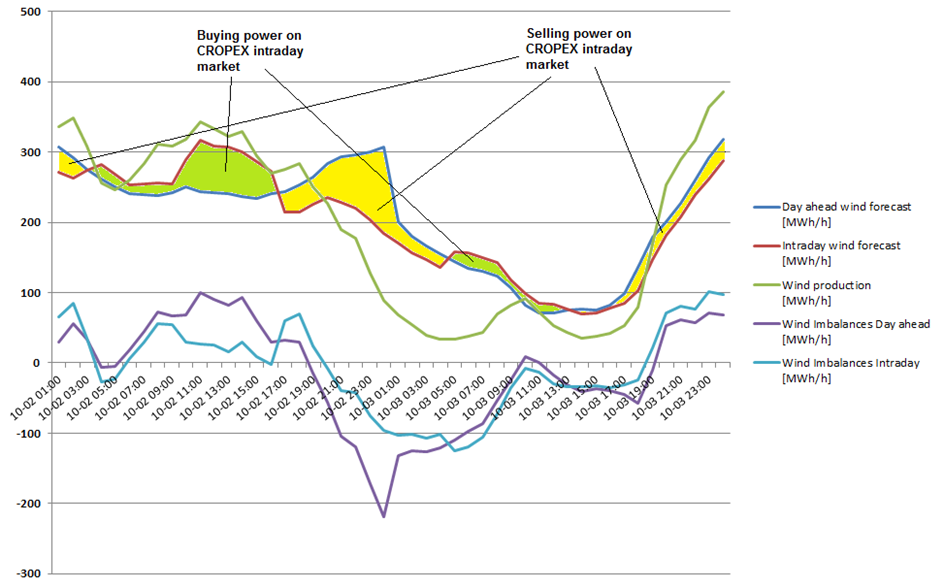 500
Buying power on
CROPEX intraday
market
Selling power on
CROPEX intraday
market
400
300
200
100
0
-100
-200
-300
10-02 01:00
10-02 03:00
10-02 05:00
10-02 07:00
10-02 09:00
10-02 11:00
10-02 13:00
10-02 15:00
10-02 17:00
10-02 19:00
10-02 21:00
10-02 23:00
10-03 01:00
10-03 03:00
10-03 05:00
10-03 07:00
10-03 09:00
10-03 11:00
10-03 13:00
10-03 15:00
10-03 17:00
10-03 19:00
10-03 21:00
10-03 23:00
Day ahead wind forecast
[MWh/h]
Intraday wind forecast
[MWh/h]
Wind production
[MWh/h]
Wind Imbalances Day ahead
[MWh/h]
Wind Imbalances Intraday
[MWh/h]